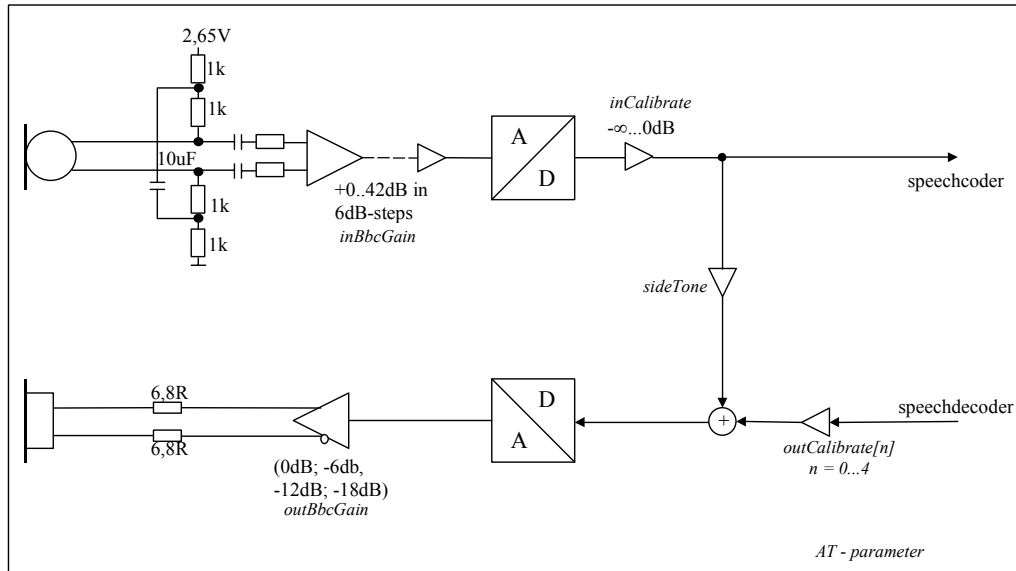 2,65V
1k
1k
10uF
1k
1k
+0..42dB in
6dB-steps
inBbcGain
A
D
inCalibrate
-∞...0dB
speechcoder
sideTone
6,8R
6,8R
(0dB; -6db,
-12dB; -18dB)
outBbcGain
D
A
+
speechdecoder
outCalibrate[n]
n = 0...4
AT - parameter